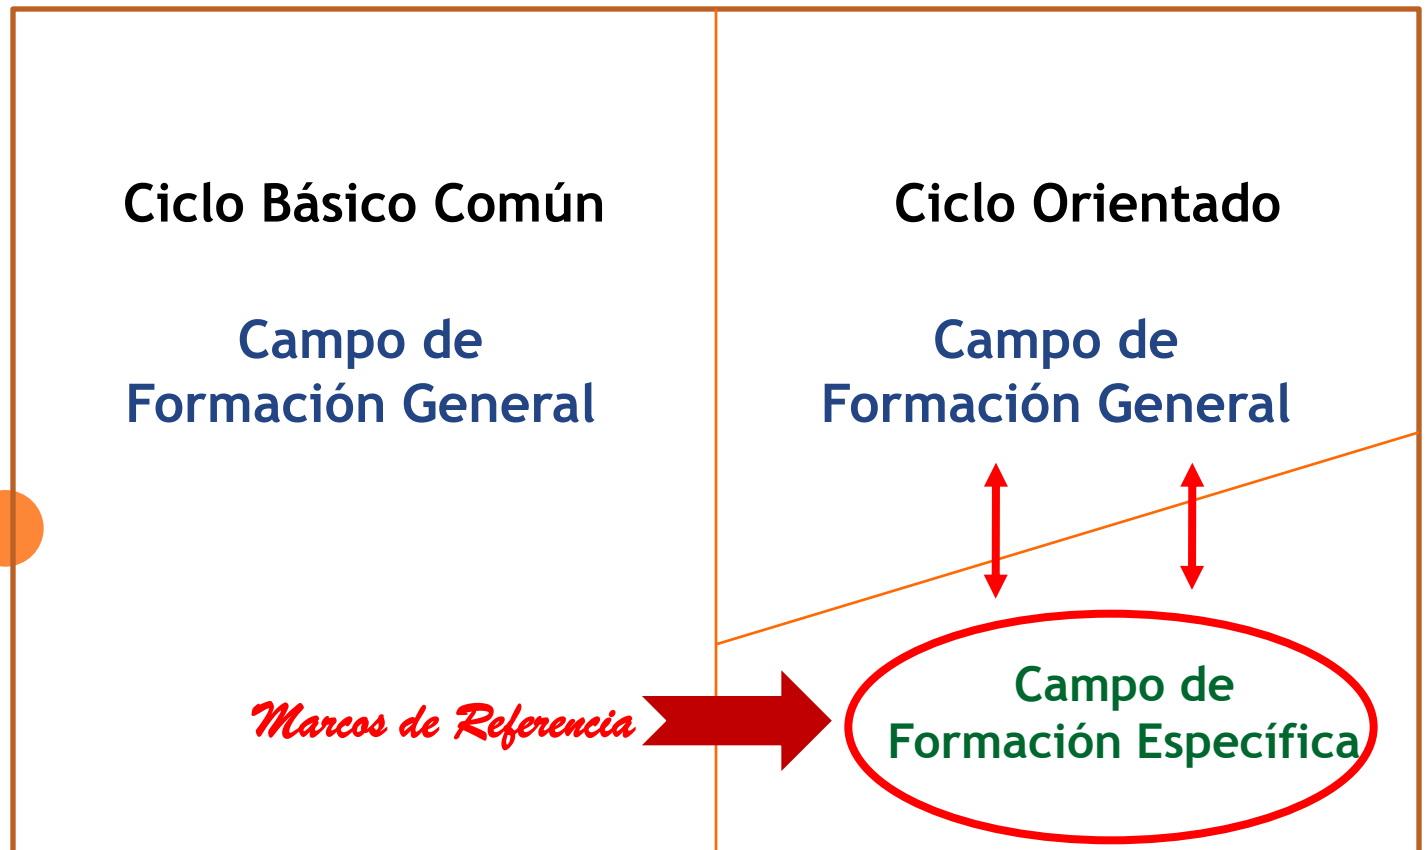 Ciclo Básico Común
Campo de
Formación General
Ciclo Orientado
Campo de
Formación General
Marcos de Referencia
Campo de
Formación Específica